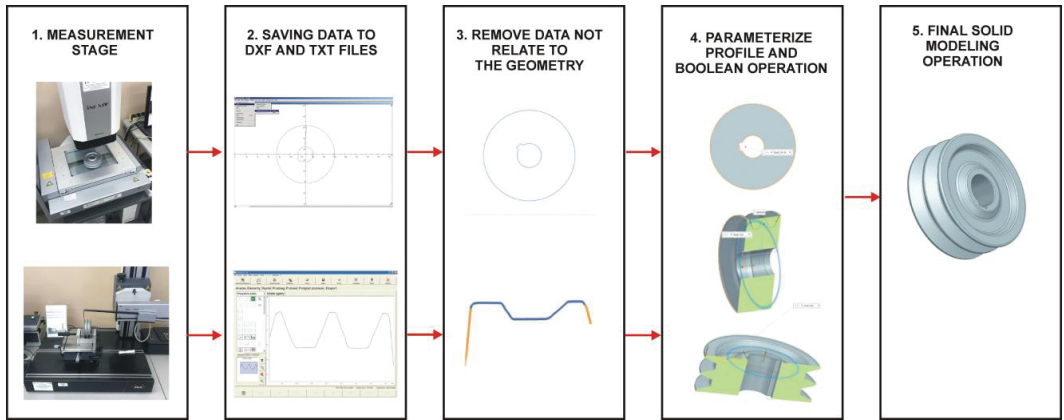 1. MEASUREMENT
STAGE
2. SAVING DATA TO
DXF AND TXT FILES
3. REMOVE DATA NOT
RELATE TO
THE GEOMETRY
4. PARAMETERIZE
PROFILE AND
BOOLEAN OPERATION
5. FINAL SOLID
MODELING
OPERATION